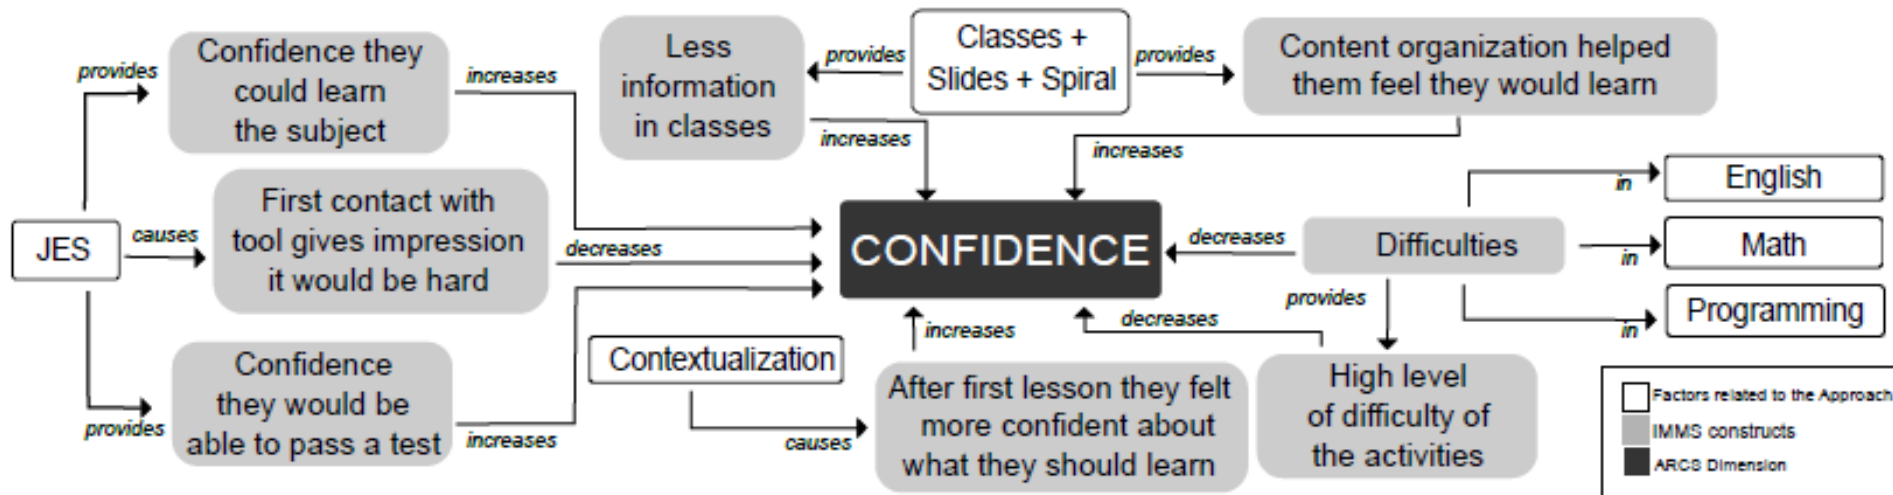 Confidence they
could learn
the subject
Less
information
in classes
Classes +
Slides + Spiral
Content organization helped
them feel they would learn
provides
increases
provides
provides
increases
increases
JES
causes
First contact with
tool gives impression
it would be hard
decreases
CONFIDENCE
decreases
Difficulties
in
English
in
Math
in
Programming
provides
Confidence
they would be
able to pass a test
provides
increases
Contextualization
causes
increases
After first lesson they felt
more confident about
what they should learn
decreases
High level
of difficulty of
the activities
Factors related to the Approach
IMMS constructs
ARCS Dimension